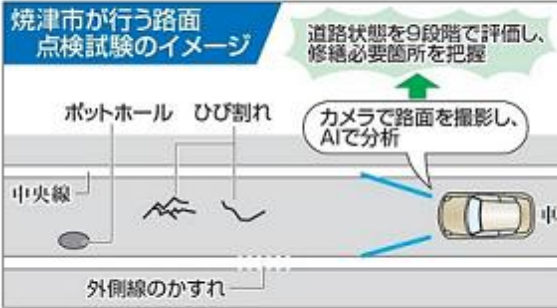 焼津市が行う路面
点検試験のイメージ
道路状態を9段階で評価し、
修繕必要箇所を把握
ポットホール
ひび割れ
カメラで路面を撮影し、
AIで分析
中央線
外側線のかすれ